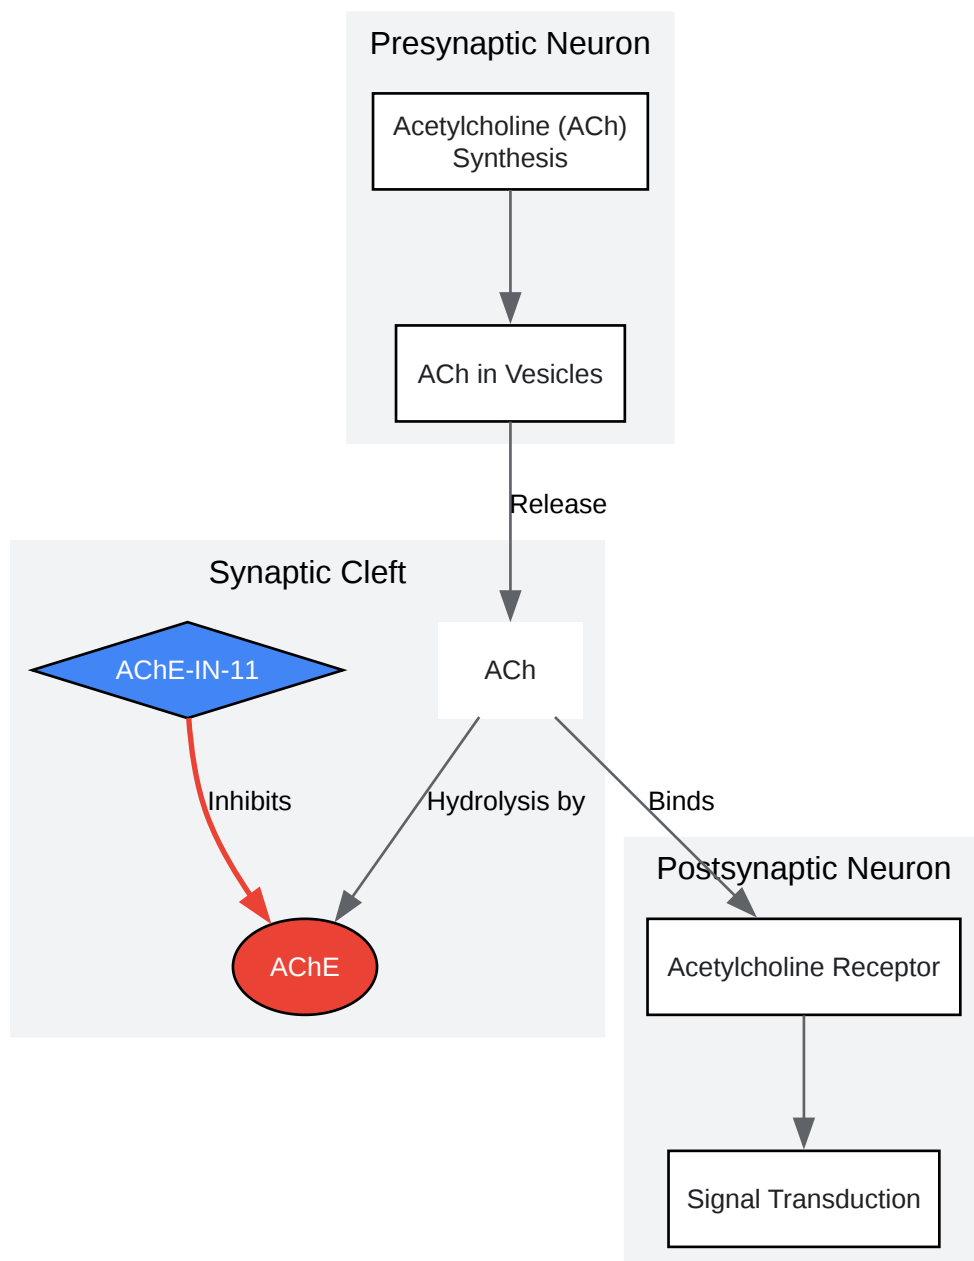 Presynaptic Neuron
Acetylcholine (ACh)
Synthesis
ACh in Vesicles
Release
Synaptic Cleft
AChE-IN-11
ACh
Inhibits
Hydrolysis by
Binds
Postsynaptic Neuron
AChE
Acetylcholine Receptor
Signal Transduction